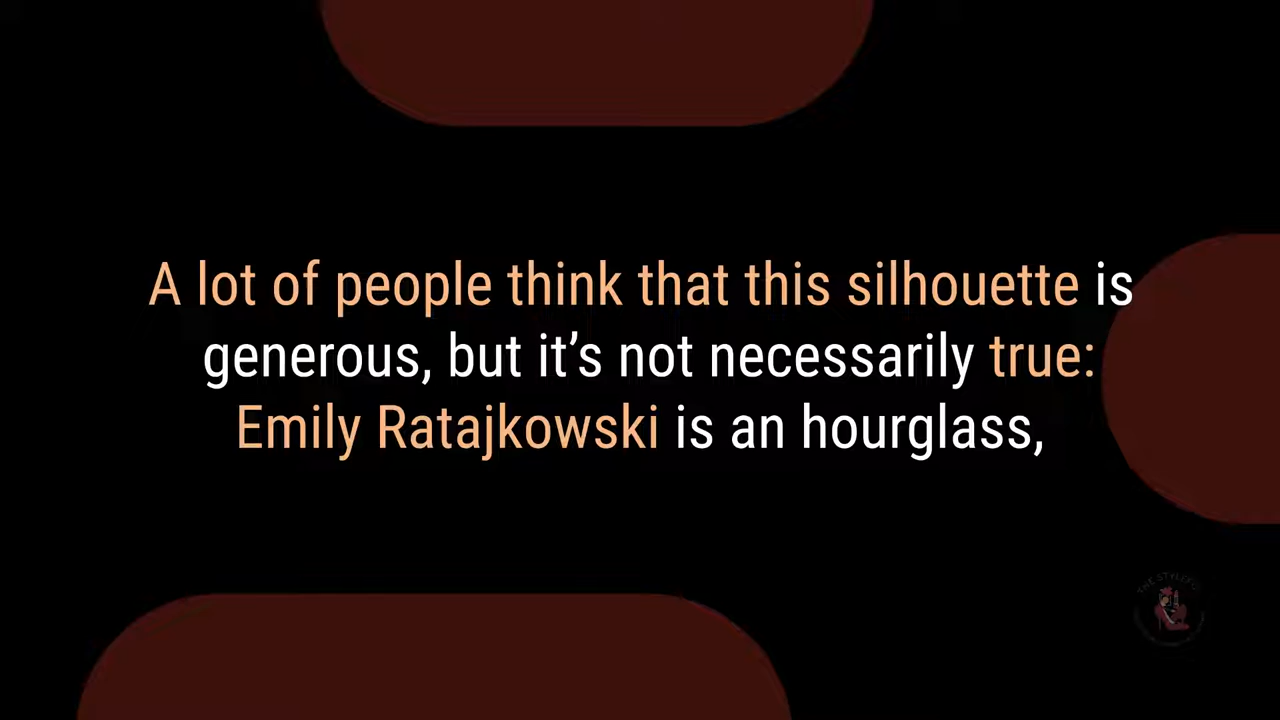 A lot of people think that this silhouette is
generous, but it’s not necessarily true:
Emily Ratajkowski is an hourglass,